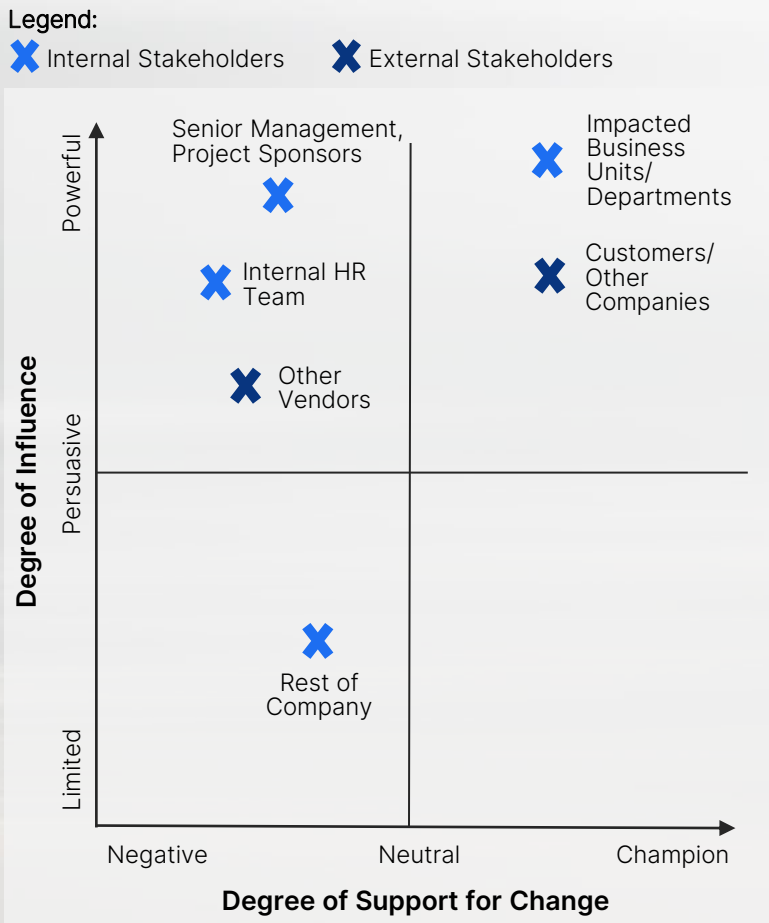 Legend:
Internal Stakeholders
External Stakeholders
Senior Management,
Project Sponsors
Impacted
Business
Units/
Departments
Internal HR
Team
Customers/
Other
Companies
Other
Vendors
Rest of
Company
Degree of Influence
Powerful
Persuasive
Limited
Negative
Neutral
Champion
Degree of Support for Change